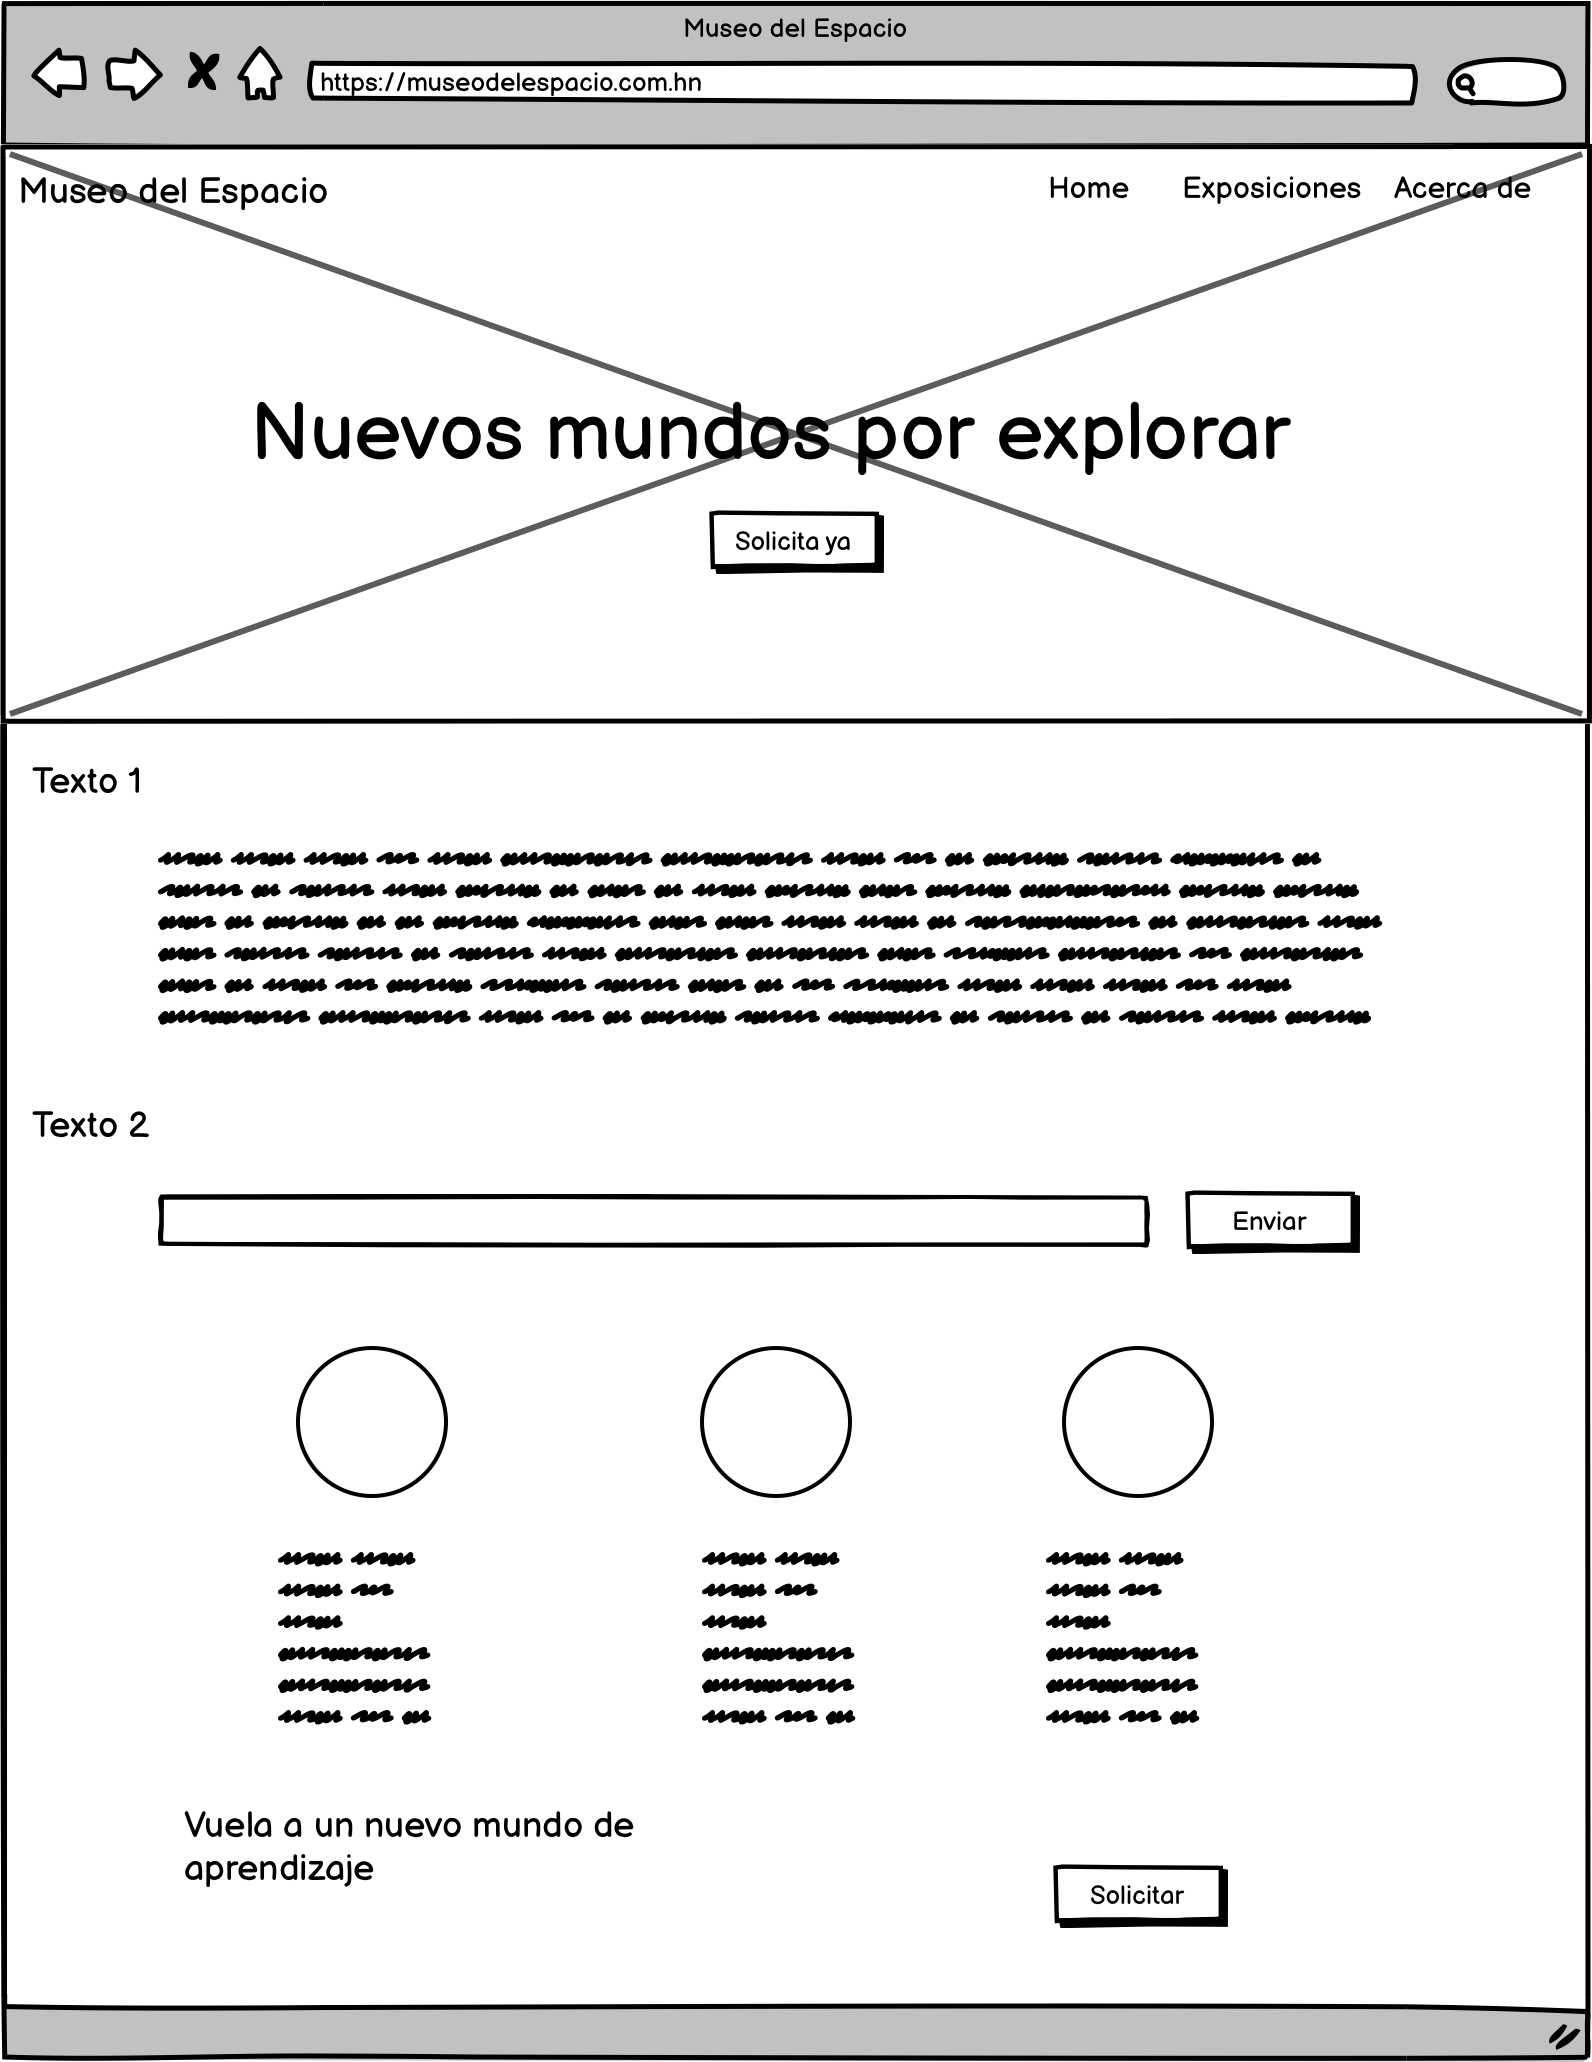 Museo del Espacio
https://museodelespacio.com.hn
Museo del Espacio
Home Exposiciones Acerca de
Nuevos mundos por explorar
Solicita ya
Texto 1
Texto 2
Enviar
Vuela a un nuevo mundo de
aprendizaje
Solicitar